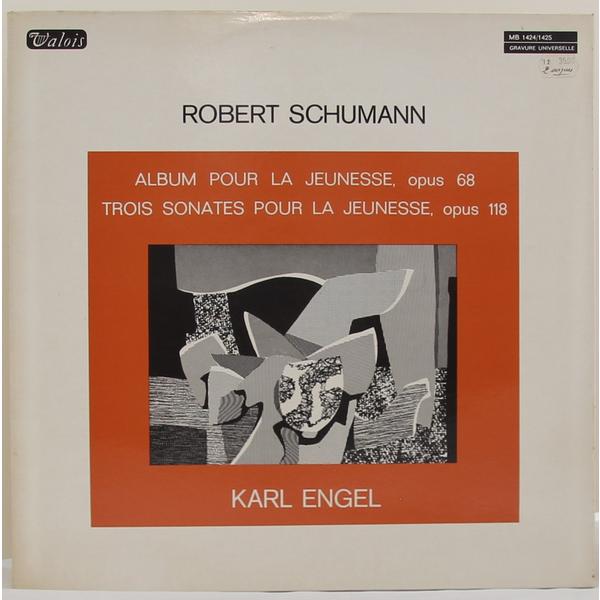 Valois
MB 1424/1425
GRAVURE UNIVERSELLE
ROBERT SCHUMANN
ALBUM POUR LA JEUNESSE, opus 68
TROIS SONATES POUR LA JEUNESSE, opus 118
KARL ENGEL